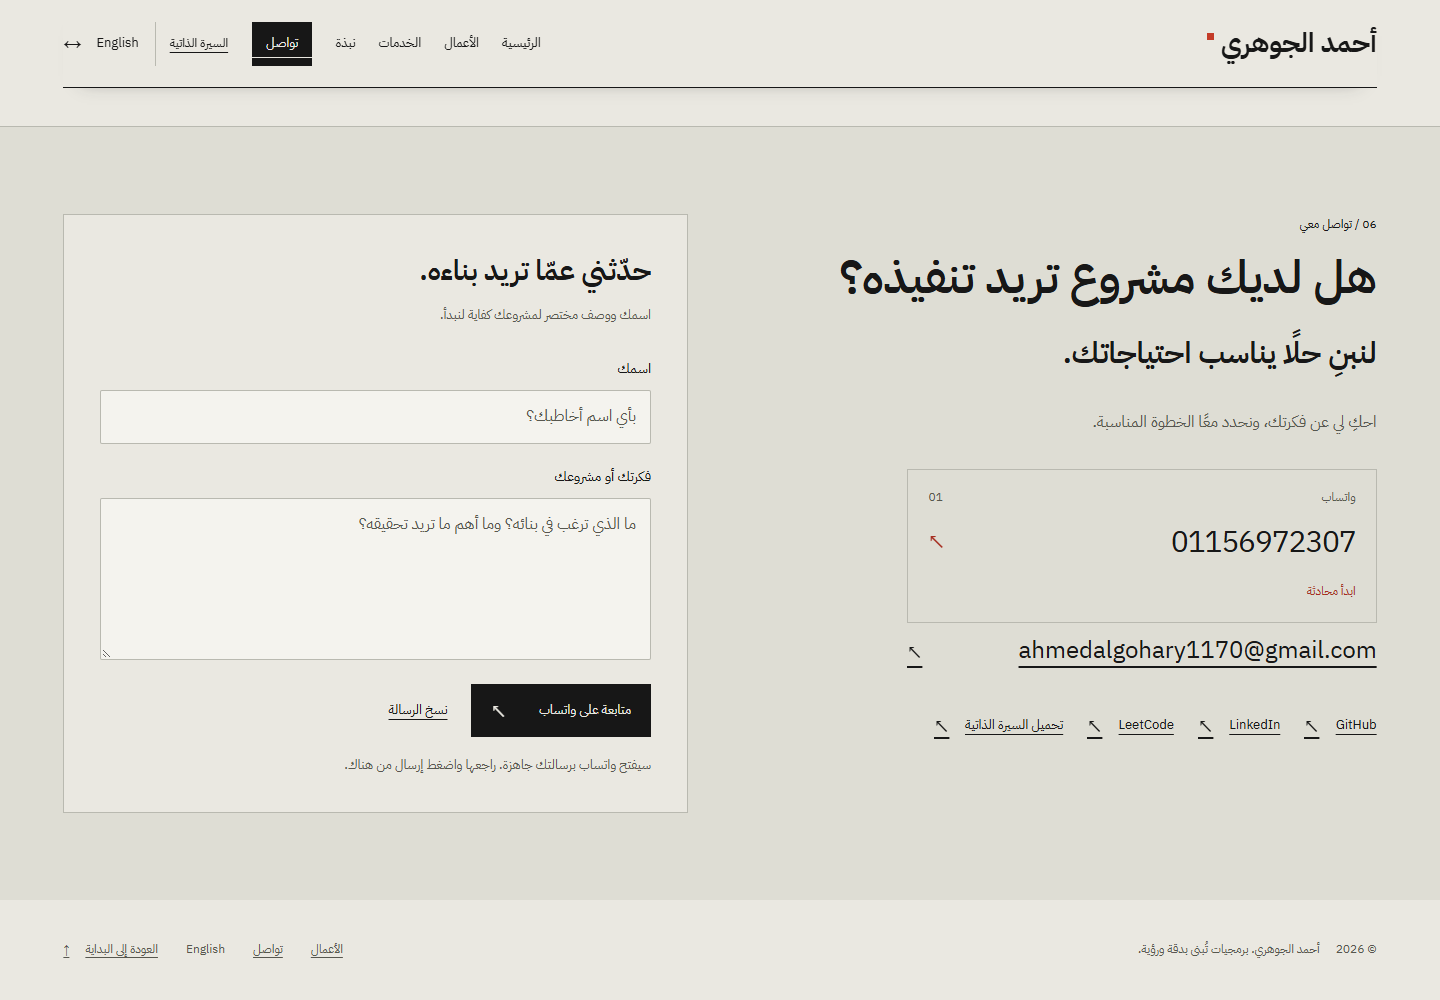 أحمد الجوهري
الرئيسية الأعمال الخدمات نبذة تواصل السيرة الذاتية English ↔
06 / تواصل معي
هل لديك مشروع تريد تنفيذه؟
لنبنِ حلًا يناسب احتياجاتك.
احكِ لي عن فكرتك، ونحدد معًا الخطوة المناسبة.
واتساب 01
01156972307 ↖
ابدأ محادثة
ahmedalgohary1170@gmail.com ↖
GitHub ↖ LinkedIn ↖ LeetCode ↖ تحميل السيرة الذاتية ↖
حدّثني عمّا تريد بناءه.
اسمك ووصف مختصر لمشروعك كفاية لنبدأ.
اسمك
بأي اسم أخاطبك؟
فكرتك أو مشروعك
ما الذي ترغب في بنائه؟ وما أهم ما تريد تحقيقه؟
متابعة على واتساب ↖ نسخ الرسالة
سيفتح واتساب برسالتك جاهزة. راجعها واضغط إرسال من هناك.
© 2026 أحمد الجوهري. برمجيات تُبنى بدقة ورؤية.
الأعمال تواصل English العودة إلى البداية ↑